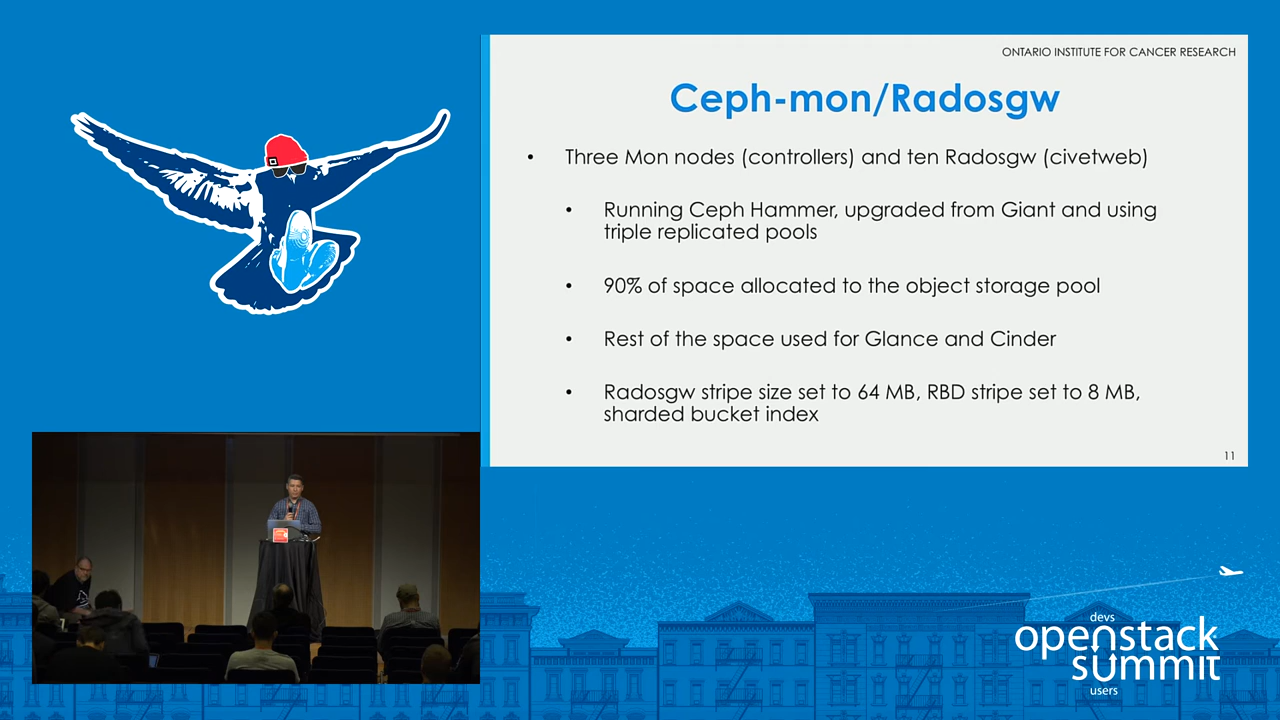 ONTARIO INSTITUTE FOR CANCER RESEARCH
Ceph-mon/Radosgw
• Three Mon nodes (controllers) and ten Radosgw (civetweb)
• Running Ceph Hammer, upgraded from Giant and using
triple replicated pools
• 90% of space allocated to the object storage pool
• Rest of the space used for Glance and Cinder
• Radosgw stripe size set to 64 MB, RBD stripe set to 8 MB,
sharded bucket index
11
devs
openstack
summit
users